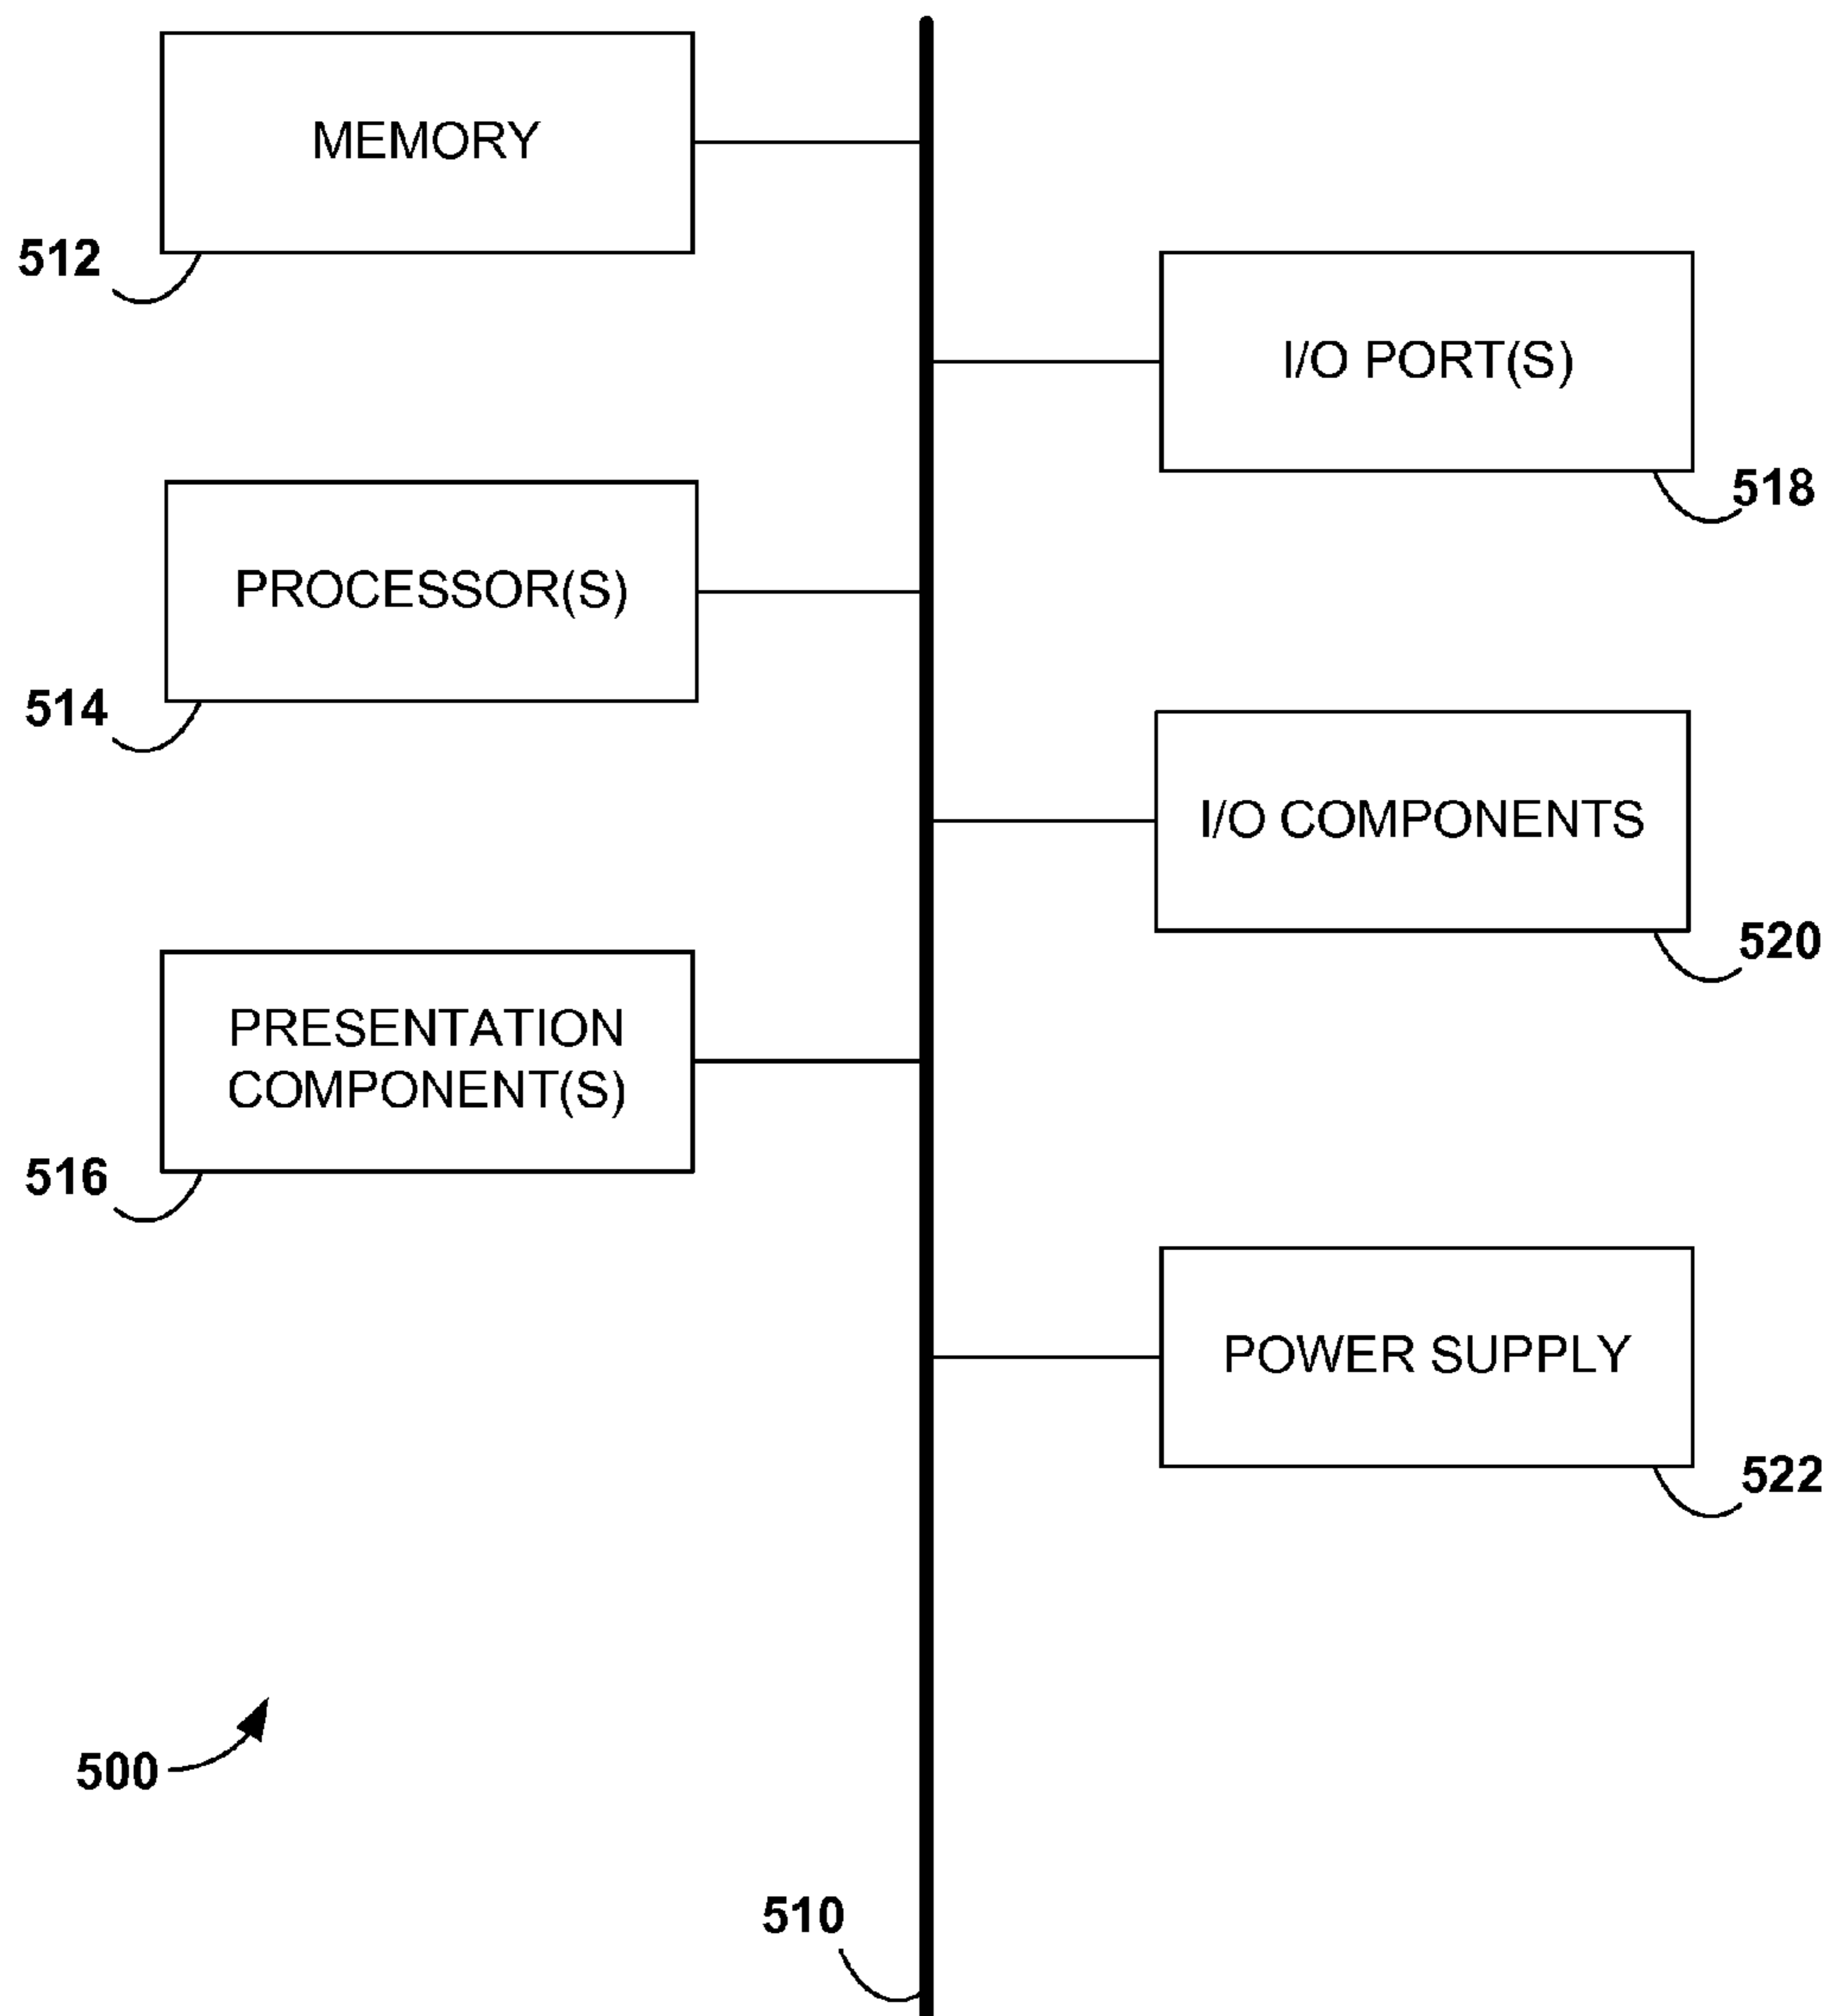 MEMORY
512
I/O PORT(S)
518
PROCESSOR(S)
514
I/O COMPONENTS
520
PRESENTATION
COMPONENT(S)
516
POWER SUPPLY
522
500
510